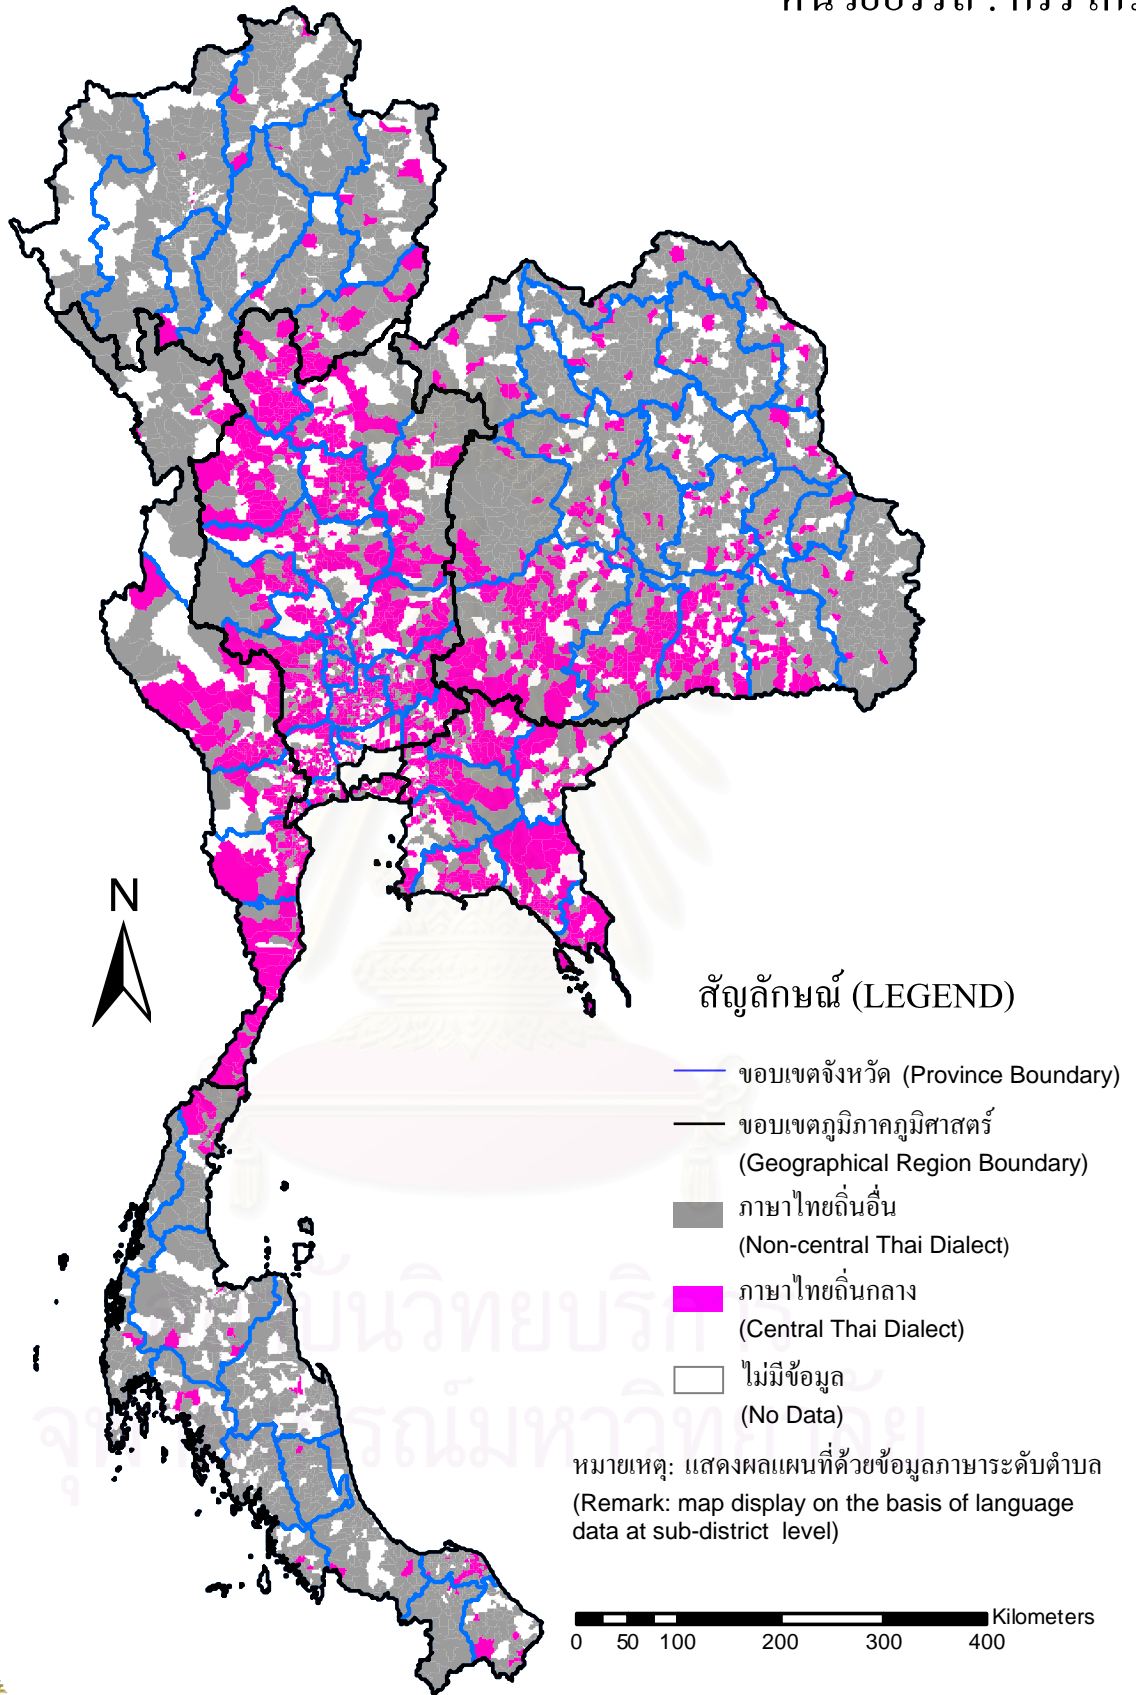 N
สัญลักษณ์ (LEGEND)
ขอบเขตจังหวัด (Province Boundary)
ขอบเขตภูมิภาคภูมิศาสตร์
(Geographical Region Boundary)
ภาษาไทยถิ่นอื่น
(Non-central Thai Dialect)
ภาษาไทยถิ่นกลาง
(Central Thai Dialect)
ไม่มีข้อมูล
(No Data)
หมายเหตุ: แสดงผลแผนที่ด้วยข้อมูลภาษาระดับตำบล
(Remark: map display on the basis of language
data at sub-district level)
Kilometers
0 50 100 200 300 400